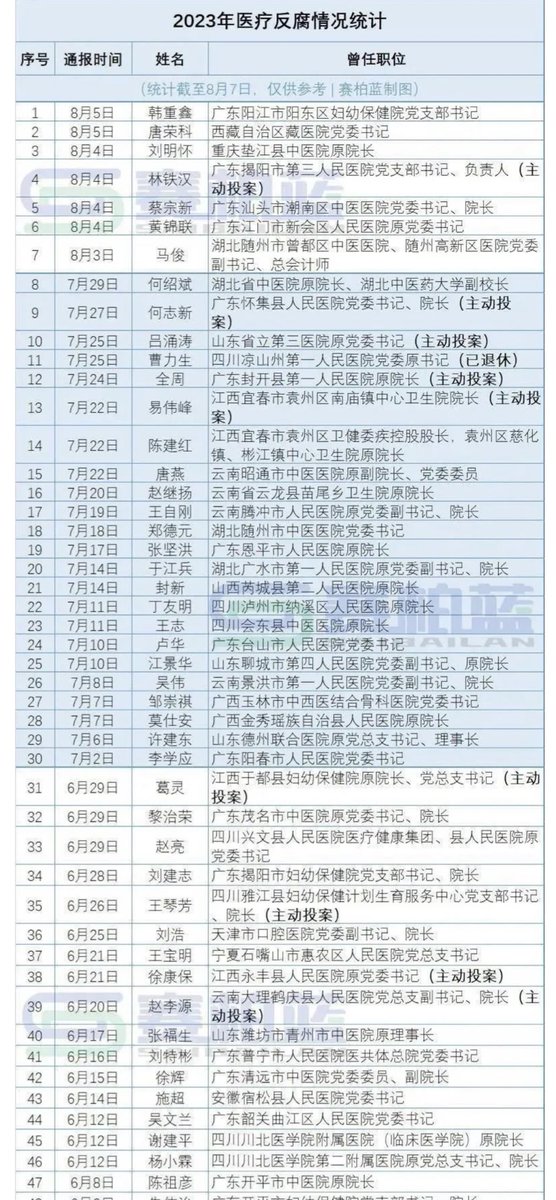 2023年医疗反腐情况统计
序号 通报时间 姓名 曾任职位
(统计截至8月7日，仅供参考 | 赛柏蓝制图)
1 8月5日 韩重鑫 广东阳江市阳东区妇幼保健院党支部书记
2 8月5日 唐荣科 西藏自治区藏医院党委书记
3 8月4日 刘明怀 重庆垫江县中医院原院长
4 8月4日 林铁汉 广东揭阳市第三人民医院党支部书记、负责人（主
动投案）
5 8月4日 蔡宗新 广东汕头市潮南区中医医院党委书记、院长
6 8月4日 黄锦联 广东江门市新会区人民医院原党委书记
7 8月3日 马俊 湖北随州市曾都区中医医院、随州高新区医院党委
副书记、总会计师
8 7月29日 何绍斌 湖北省中医院原院长、湖北中医药大学副校长
9 7月27日 何志新 广东怀集县人民医院党委书记、院长（主动投
案）
10 7月25日 吕涌涛 山东省立第三医院原党委书记（主动投案）
11 7月25日 曹力生 四川凉山州第一人民医院党委原书记（已退休）
12 7月24日 全周 广东封开县第一人民医院原院长（主动投案）
13 7月22日 易伟峰 江西宜春市袁州区南庙镇中心卫生院院长（主动投
案）
14 7月22日 陈建红 江西宜春市袁州区卫健委疾控股股长，袁州区慈化
镇、彬江镇中心卫生院原院长
15 7月22日 唐燕 云南昭通市中医医院原副院长、党委委员
16 7月20日 赵继扬 云南省云龙县苗尾乡卫生院原院长
17 7月19日 王自刚 云南腾冲市人民医院原党委副书记、院长
18 7月18日 郑德元 湖北随州市中医医院党委书记
19 7月17日 张坚洪 广东恩平市人民医院原院长
20 7月14日 于江兵 湖北广水市第一人民医院原党委副书记、院长
21 7月14日 封新 山西芮城县第二人民医院原院长
22 7月11日 丁友明 四川泸州市纳溪区人民医院原院长
23 7月11日 王志 四川会东县中医医院原院长
24 7月10日 卢华 广东台山市人民医院党委书记
25 7月10日 江景华 山东聊城市第四人民医院党委副书记、原院长
26 7月8日 吴伟 云南景洪市第一人民医院党委副书记、院长
27 7月7日 邹崇祺 广西玉林市中西医结合骨科医院党委书记
28 7月7日 莫仕安 广西金秀瑶族自治县人民医院原院长
29 7月6日 许建东 山东德州联合医院原党总支书记、理事长
30 7月2日 李学应 广东阳春市人民医院党委书记
31 6月29日 葛灵 江西于都县妇幼保健院原院长、党总支书记（主动
投案）
32 6月29日 黎治荣 广东茂名市中医院原党委书记、院长
33 6月29日 赵亮 四川兴文县人民医院医疗健康集团、县人民医院原
党委书记
34 6月28日 刘建志 广东揭阳市妇幼保健院党支部书记、院长
35 6月26日 王琴芳 四川雅江县妇幼保健计划生育服务中心党支部书记
、院长（主动投案）
36 6月25日 刘浩 天津市口腔医院党委副书记、院长
37 6月21日 王宝明 宁夏石嘴山市惠农区人民医院党总支书记
38 6月21日 徐康保 江西永丰县人民医院原党委书记（主动投案）
39 6月20日 赵李源 云南大理鹤庆县人民医院党总支副书记、院长（主
动投案）
40 6月17日 张福生 山东潍坊市青州市中医院原理事长
41 6月16日 刘特彬 广东普宁市人民医院医共体总院党委书记
42 6月15日 徐辉 广东清远市中医院党委委员、副院长
43 6月14日 施超 安徽宿松县人民医院党委书记
44 6月12日 吴文兰 广东韶关曲江区人民医院党委书记
45 6月12日 谢建平 四川川北医学院附属医院（临床医学院）原院长
46 6月12日 杨小霖 四川川北医学院第二附属医院原党总支书记、院长
47 6月8日 陈祖彦 广东开平市中医院原院长